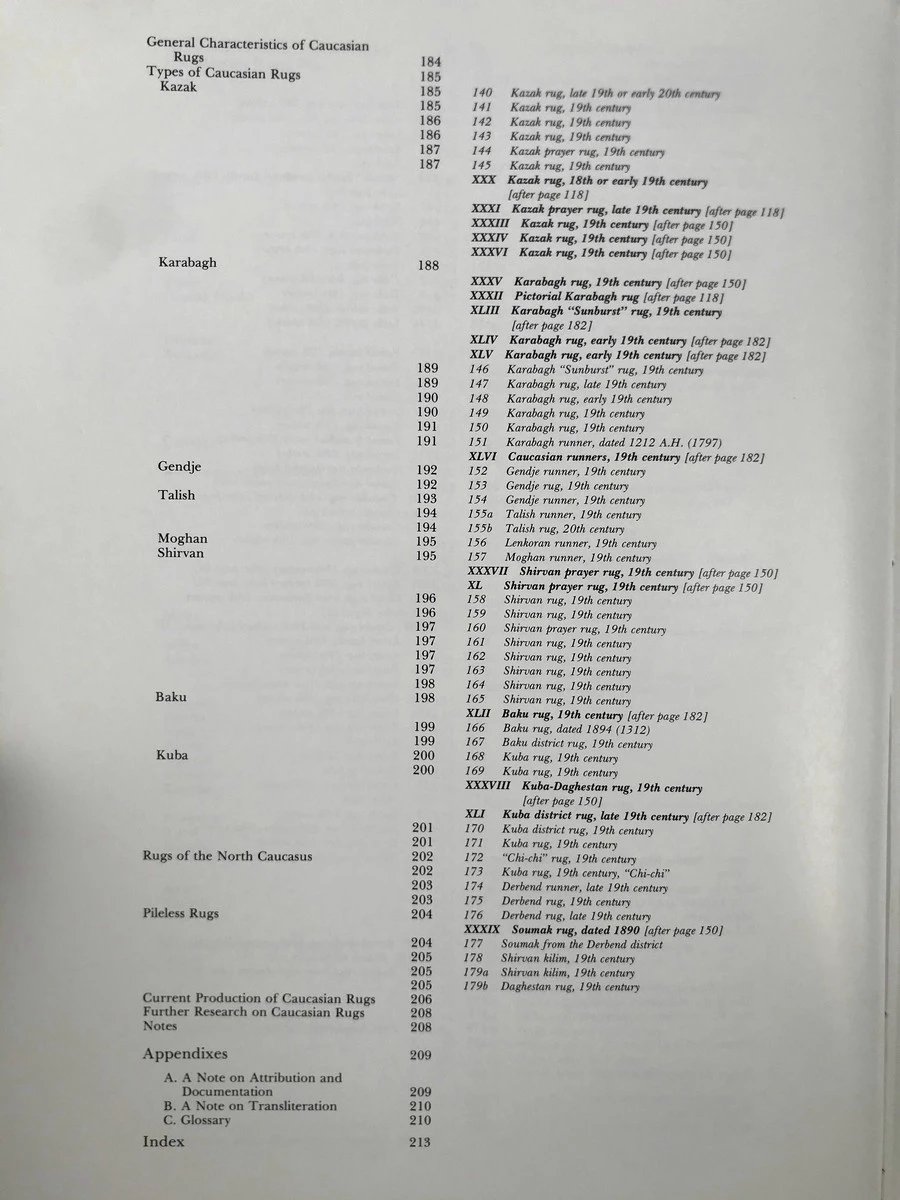 General Characteristics of Caucasian
Rugs 184
Types of Caucasian Rugs 185
Kazak 185 140 Kazak rug, late 19th or early 20th century
185 141 Kazak rug, 19th century
186 142 Kazak rug, 19th century
186 143 Kazak rug, 19th century
187 144 Kazak prayer rug, 19th century
187 145 Kazak rug, 19th century
XXX Kazak rug, 18th or early 19th century
[after page 118]
XXXI Kazak prayer rug, late 19th century [after page 118]
XXXIII Kazak rug, 19th century [after page 150]
XXXIV Kazak rug, 19th century [after page 150]
XXXVI Kazak rug, 19th century [after page 150]
Karabagh 188
XXXV Karabagh rug, 19th century [after page 150]
XXXII Pictorial Karabagh rug [after page 118]
XLIII Karabagh "Sunburst" rug, 19th century
[after page 182]
XLIV Karabagh rug, early 19th century [after page 182]
XLV Karabagh rug, early 19th century [after page 182]
189 146 Karabagh "Sunburst" rug, 19th century
189 147 Karabagh rug, late 19th century
190 148 Karabagh rug, early 19th century
190 149 Karabagh rug, 19th century
191 150 Karabagh rug, 19th century
191 151 Karabagh runner, dated 1212 A.H. (1797)
XLVI Caucasian runners, 19th century [after page 182]
Gendje 192 152 Gendje runner, 19th century
192 153 Gendje rug, 19th century
Talish 193 154 Gendje runner, 19th century
194 155a Talish runner, 19th century
194 155b Talish rug, 20th century
Moghan 195 156 Lenkoran runner, 19th century
Shirvan 195 157 Moghan runner, 19th century
XXXVII Shirvan prayer rug, 19th century [after page 150]
XL Shirvan prayer rug, 19th century [after page 150]
196 158 Shirvan rug, 19th century
196 159 Shirvan rug, 19th century
197 160 Shirvan prayer rug, 19th century
197 161 Shirvan rug, 19th century
197 162 Shirvan rug, 19th century
197 163 Shirvan rug, 19th century
198 164 Shirvan rug, 19th century
Baku 198 165 Shirvan rug, 19th century
XLII Baku rug, 19th century [after page 182]
199 166 Baku rug, dated 1894 (1312)
199 167 Baku district rug, 19th century
Kuba 200 168 Kuba rug, 19th century
200 169 Kuba rug, 19th century
XXXVIII Kuba-Daghestan rug, 19th century
[after page 150]
XLI Kuba district rug, late 19th century [after page 182]
201 170 Kuba district rug, 19th century
201 171 Kuba rug, 19th century
Rugs of the North Caucasus 202 172 "Chi-chi" rug, 19th century
202 173 Kuba rug, 19th century, "Chi-chi"
203 174 Derbend runner, late 19th century
203 175 Derbend rug, 19th century
Pileless Rugs 204 176 Derbend rug, late 19th century
XXXIX Soumak rug, dated 1890 [after page 150]
204 177 Soumak from the Derbend district
205 178 Shirvan kilim, 19th century
205 179a Shirvan kilim, 19th century
205 179b Daghestan rug, 19th century
Current Production of Caucasian Rugs 206
Further Research on Caucasian Rugs 208
Notes 208
Appendixes 209
A. A Note on Attribution and
Documentation 209
B. A Note on Transliteration 210
C. Glossary 210
Index 213